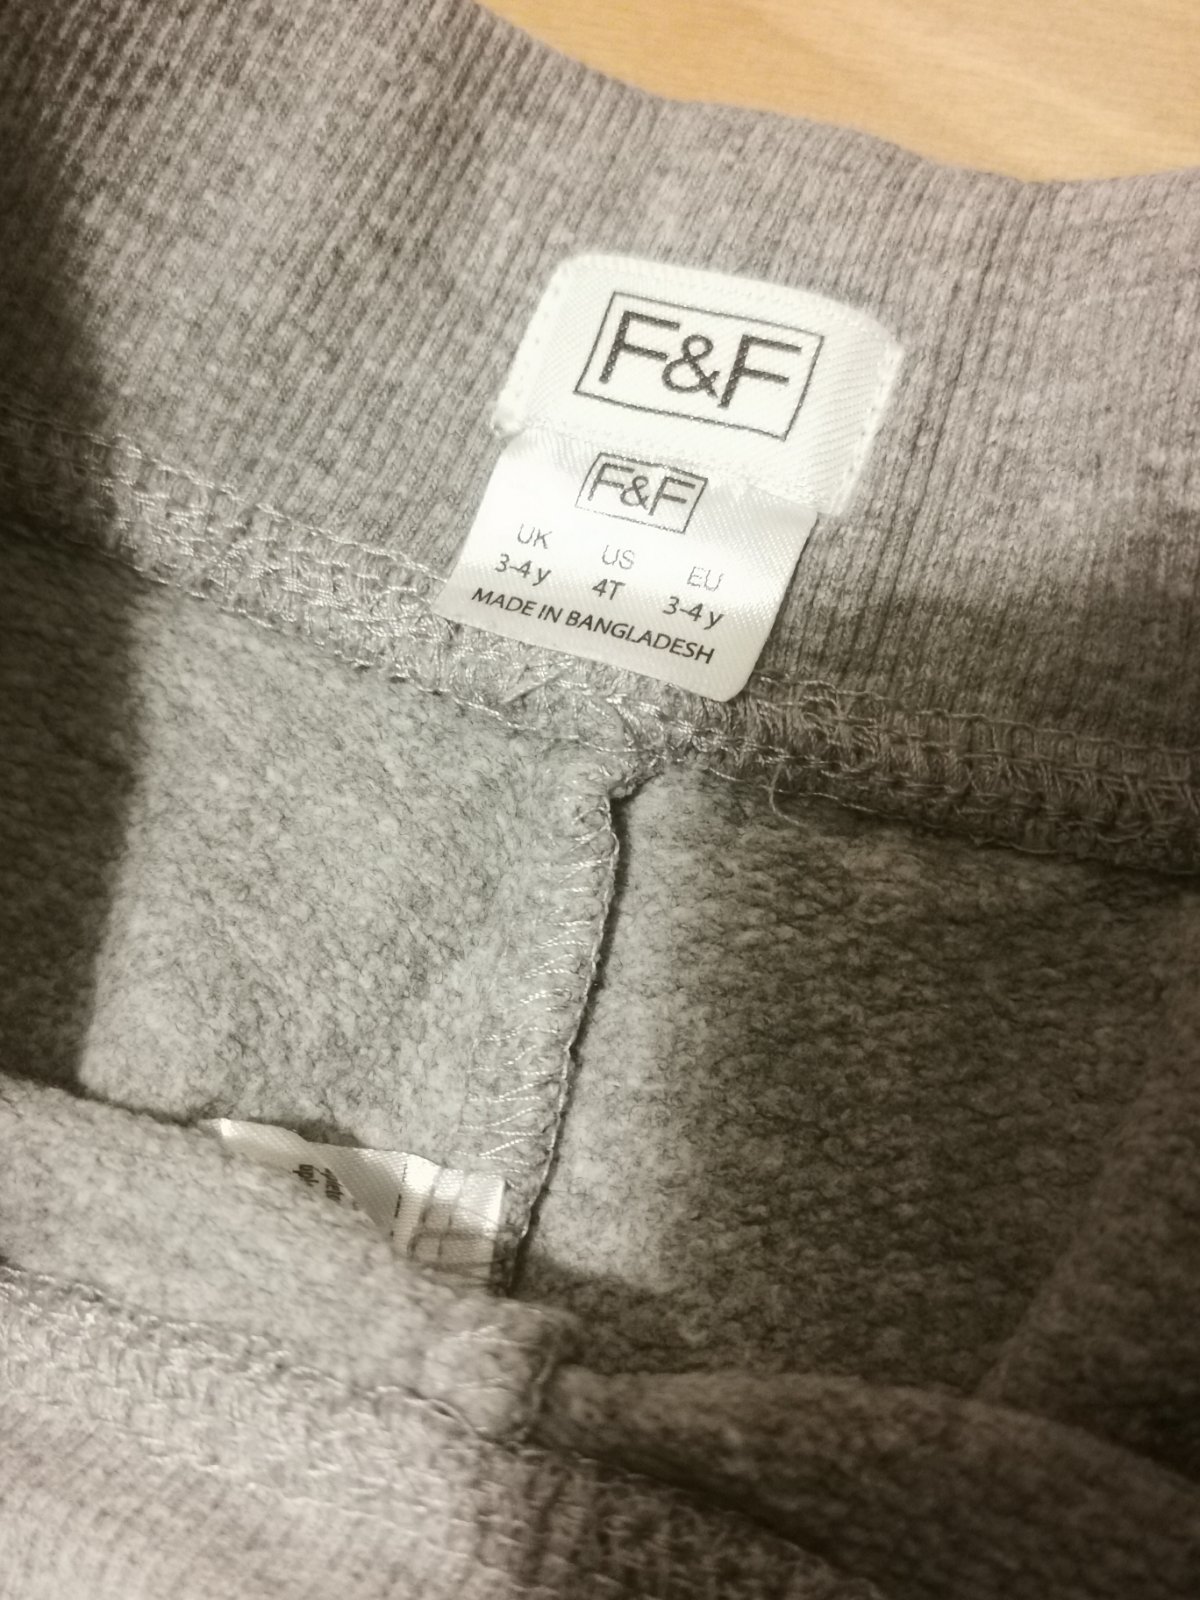 F&F
F&F
UK US EU
3-4 y 4T 3-4 y
MADE IN BANGLADESH